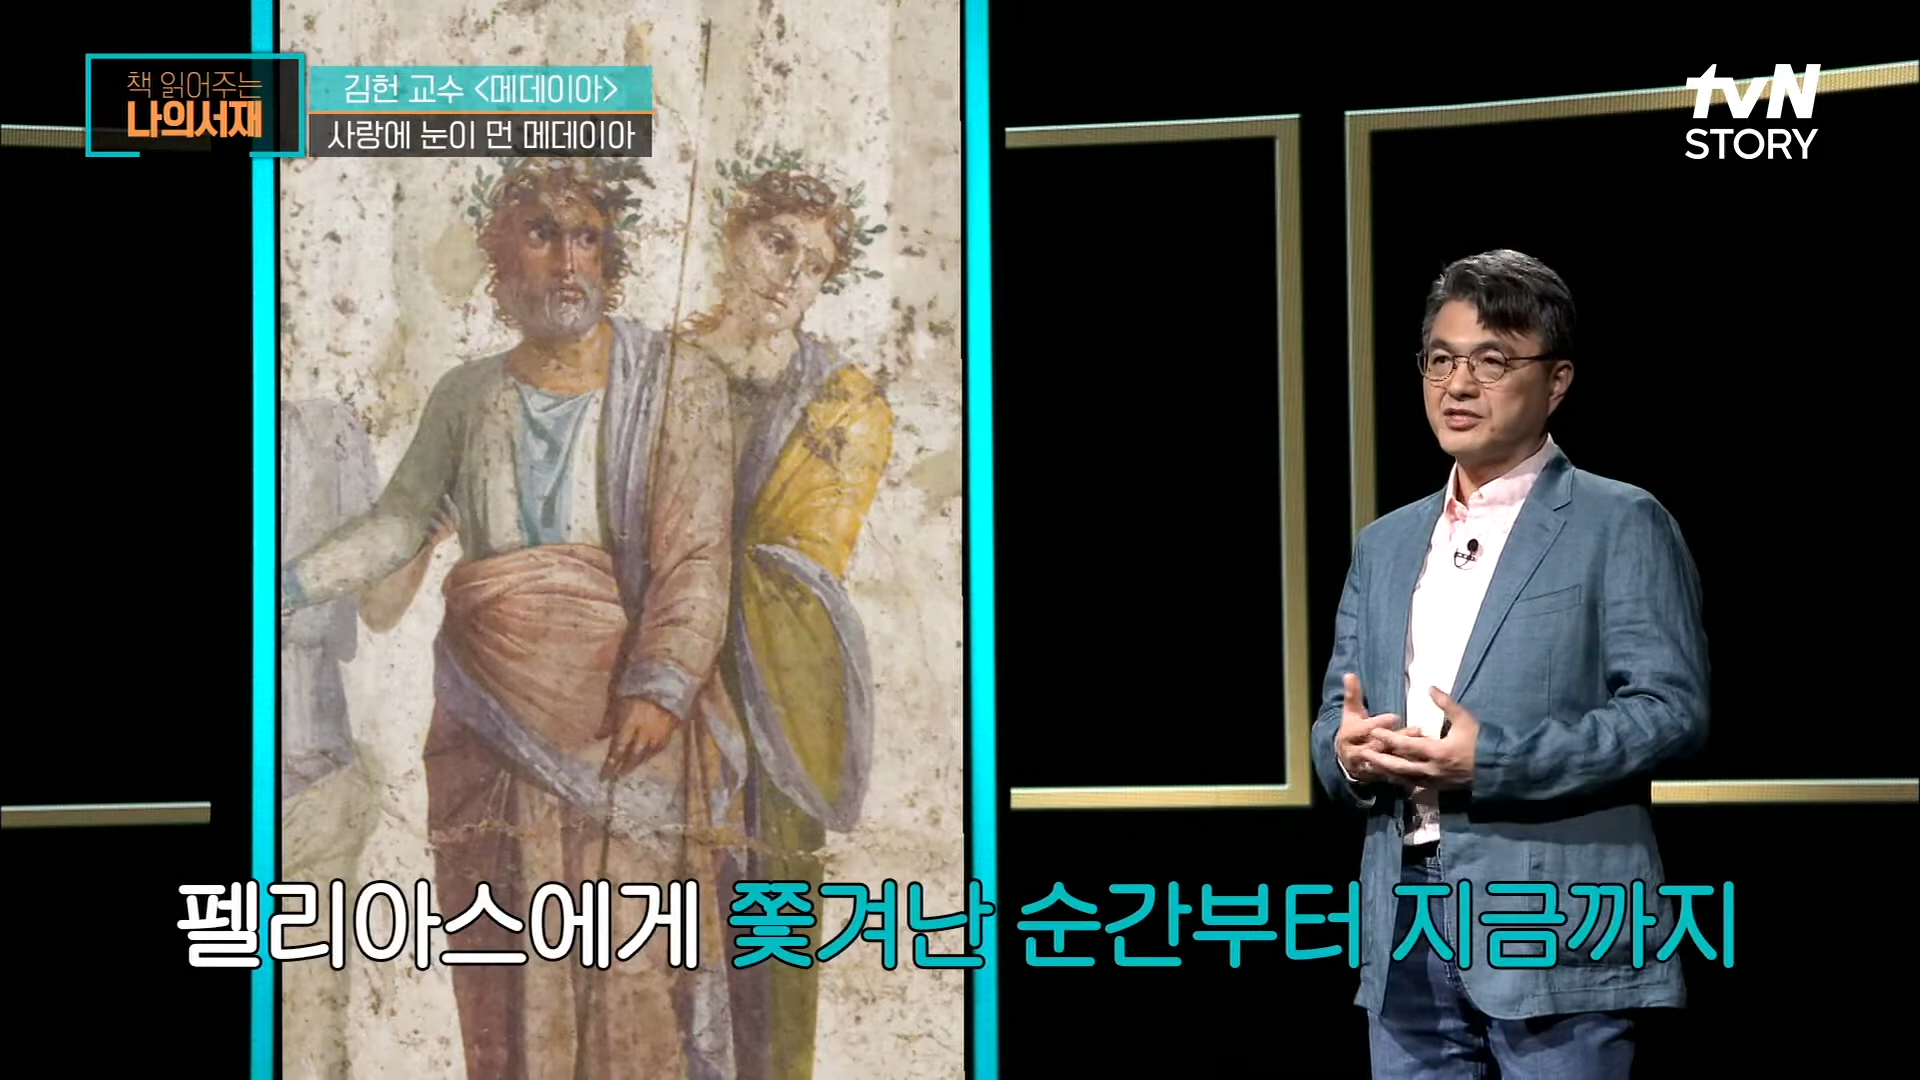 책 읽어주는
나의서재
김헌 교수 <메데이아>
사랑에 눈이 먼 메데이아
tvN
STORY
펠리아스에게 쫓겨난 순간부터 지금까지